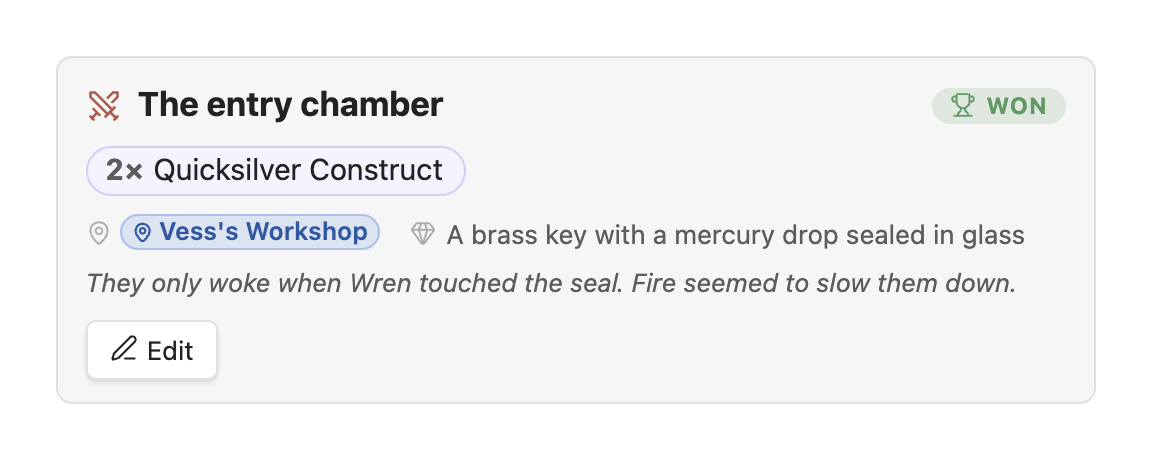 The entry chamber
WON
2× Quicksilver Construct
Vess's Workshop
A brass key with a mercury drop sealed in glass
They only woke when Wren touched the seal. Fire seemed to slow them down.
Edit